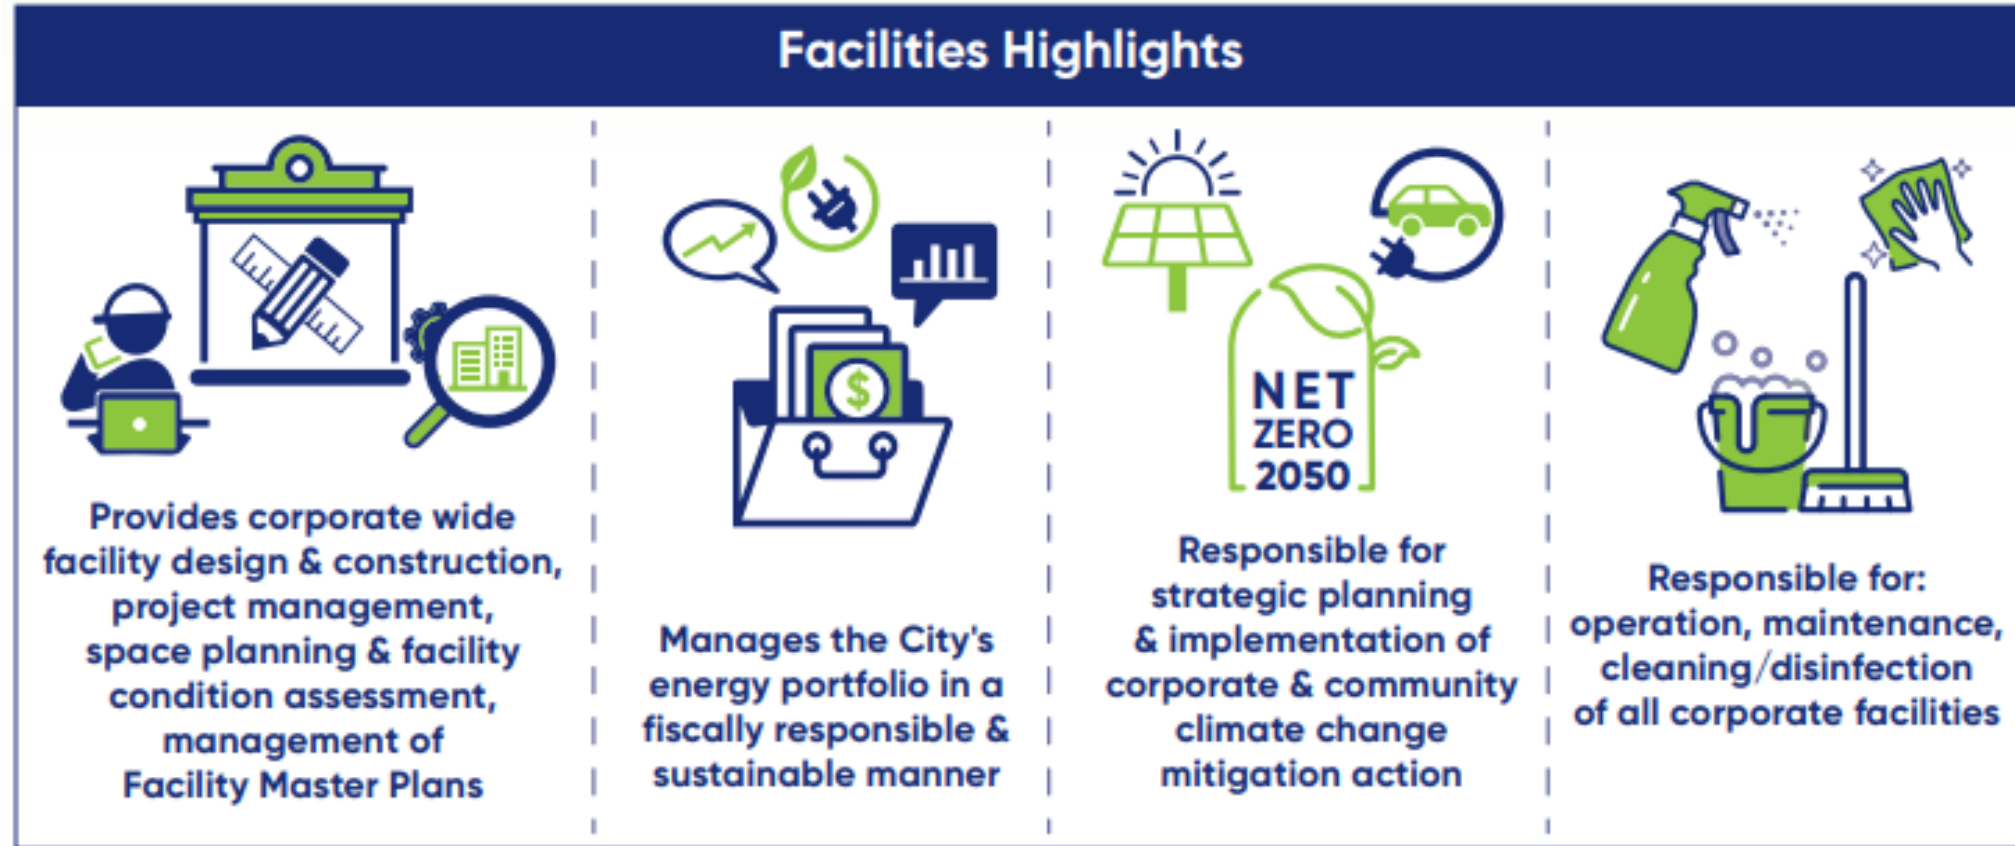 Facilities Highlights
Provides corporate wide
facility design & construction,
project management,
space planning & facility
condition assessment,
management of
Facility Master Plans
$
Manages the City's
energy portfolio in a
fiscally responsible &
sustainable manner
NET
ZERO
2050
Responsible for
strategic planning
& implementation of
corporate & community
climate change
mitigation action
Responsible for:
operation, maintenance,
cleaning/disinfection
of all corporate facilities